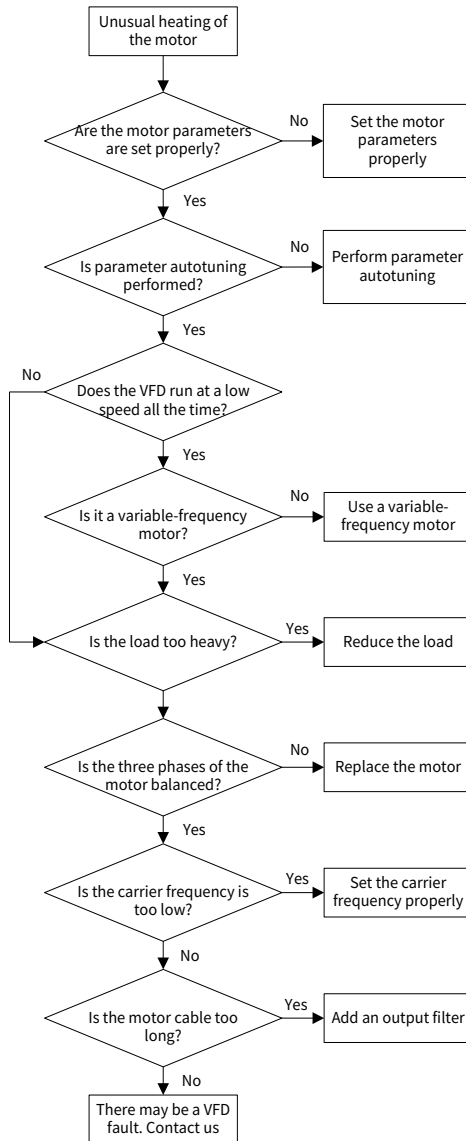 Unusual heating of
the motor
Are the motor parameters
are set properly?
No
Set the motor
parameters
properly
Yes
Is parameter autotuning
performed?
No
Perform parameter
autotuning
Yes
No
Does the VFD run at a low
speed all the time?
Yes
Is it a variable-frequency
motor?
No
Use a variable-
frequency motor
Yes
Is the load too heavy?
Yes
Reduce the load
Is the three phases of the
motor balanced?
No
Replace the motor
Yes
Is the carrier frequency is
too low?
Yes
Set the carrier
frequency properly
No
Is the motor cable too
long?
Yes
Add an output filter
No
There may be a VFD
fault. Contact us